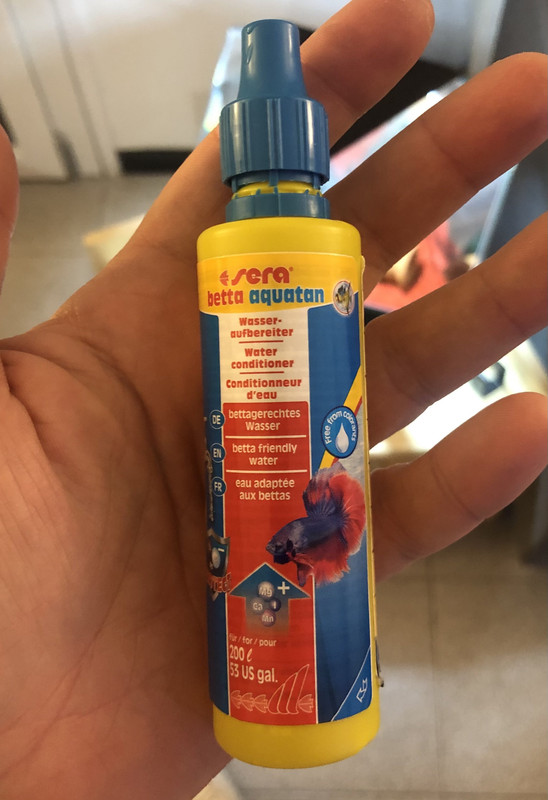 sera®
betta aquatan
Wasser-
aufbereiter
Water
conditioner
Conditionneur
d'eau
bettagerechtes
Wasser
betta friendly
water
eau adaptée
aux bettas
DE
EN
FR
Free from colorants
Mg
+
Ca
I
Mn
Für / for / pour
200 l
53 US gal.